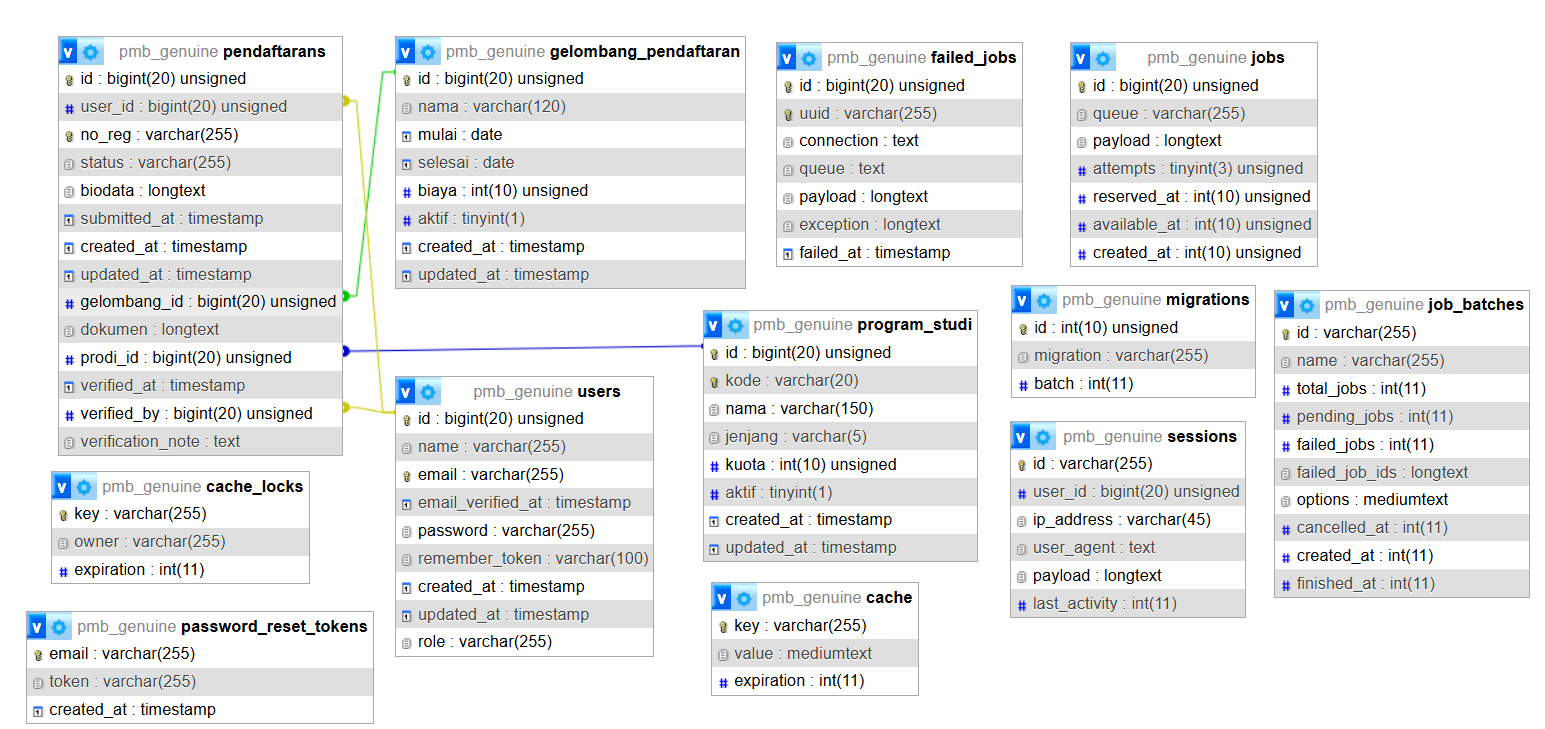 pmb_genuine pendaftarans
id : bigint(20) unsigned
user_id : bigint(20) unsigned
no_reg : varchar(255)
status : varchar(255)
biodata : longtext
submitted_at : timestamp
created_at : timestamp
updated_at : timestamp
gelombang_id : bigint(20) unsigned
dokumen : longtext
prodi_id : bigint(20) unsigned
verified_at : timestamp
verified_by : bigint(20) unsigned
verification_note : text
pmb_genuine gelombang_pendaftaran
id : bigint(20) unsigned
nama : varchar(120)
mulai : date
selesai : date
biaya : int(10) unsigned
aktif : tinyint(1)
created_at : timestamp
updated_at : timestamp
pmb_genuine failed_jobs
id : bigint(20) unsigned
uuid : varchar(255)
connection : text
queue : text
payload : longtext
exception : longtext
failed_at : timestamp
pmb_genuine jobs
id : bigint(20) unsigned
queue : varchar(255)
payload : longtext
attempts : tinyint(3) unsigned
reserved_at : int(10) unsigned
available_at : int(10) unsigned
created_at : int(10) unsigned
pmb_genuine migrations
id : int(10) unsigned
migration : varchar(255)
batch : int(11)
pmb_genuine job_batches
id : varchar(255)
name : varchar(255)
total_jobs : int(11)
pending_jobs : int(11)
failed_jobs : int(11)
failed_job_ids : longtext
options : mediumtext
cancelled_at : int(11)
created_at : int(11)
finished_at : int(11)
pmb_genuine program_studi
id : bigint(20) unsigned
kode : varchar(20)
nama : varchar(150)
jenjang : varchar(5)
kuota : int(10) unsigned
aktif : tinyint(1)
created_at : timestamp
updated_at : timestamp
pmb_genuine users
id : bigint(20) unsigned
name : varchar(255)
email : varchar(255)
email_verified_at : timestamp
password : varchar(255)
remember_token : varchar(100)
created_at : timestamp
updated_at : timestamp
role : varchar(255)
pmb_genuine sessions
id : varchar(255)
user_id : bigint(20) unsigned
ip_address : varchar(45)
user_agent : text
payload : longtext
last_activity : int(11)
pmb_genuine cache_locks
key : varchar(255)
owner : varchar(255)
expiration : int(11)
pmb_genuine cache
key : varchar(255)
value : mediumtext
expiration : int(11)
pmb_genuine password_reset_tokens
email : varchar(255)
token : varchar(255)
created_at : timestamp